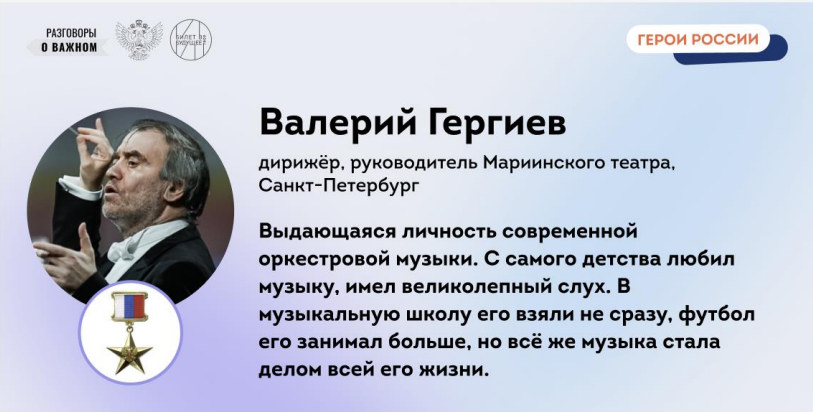 РАЗГОВОРЫ
О ВАЖНОМ
БИЛЕТ В
БУДУЩЕЕ
ГЕРОИ РОССИИ
Валерий Гергиев
дирижёр, руководитель Мариинского театра,
Санкт-Петербург
Выдающаяся личность современной
оркестровой музыки. С самого детства любил
музыку, имел великолепный слух. В
музыкальную школу его взяли не сразу, футбол
его занимал больше, но всё же музыка стала
делом всей его жизни.